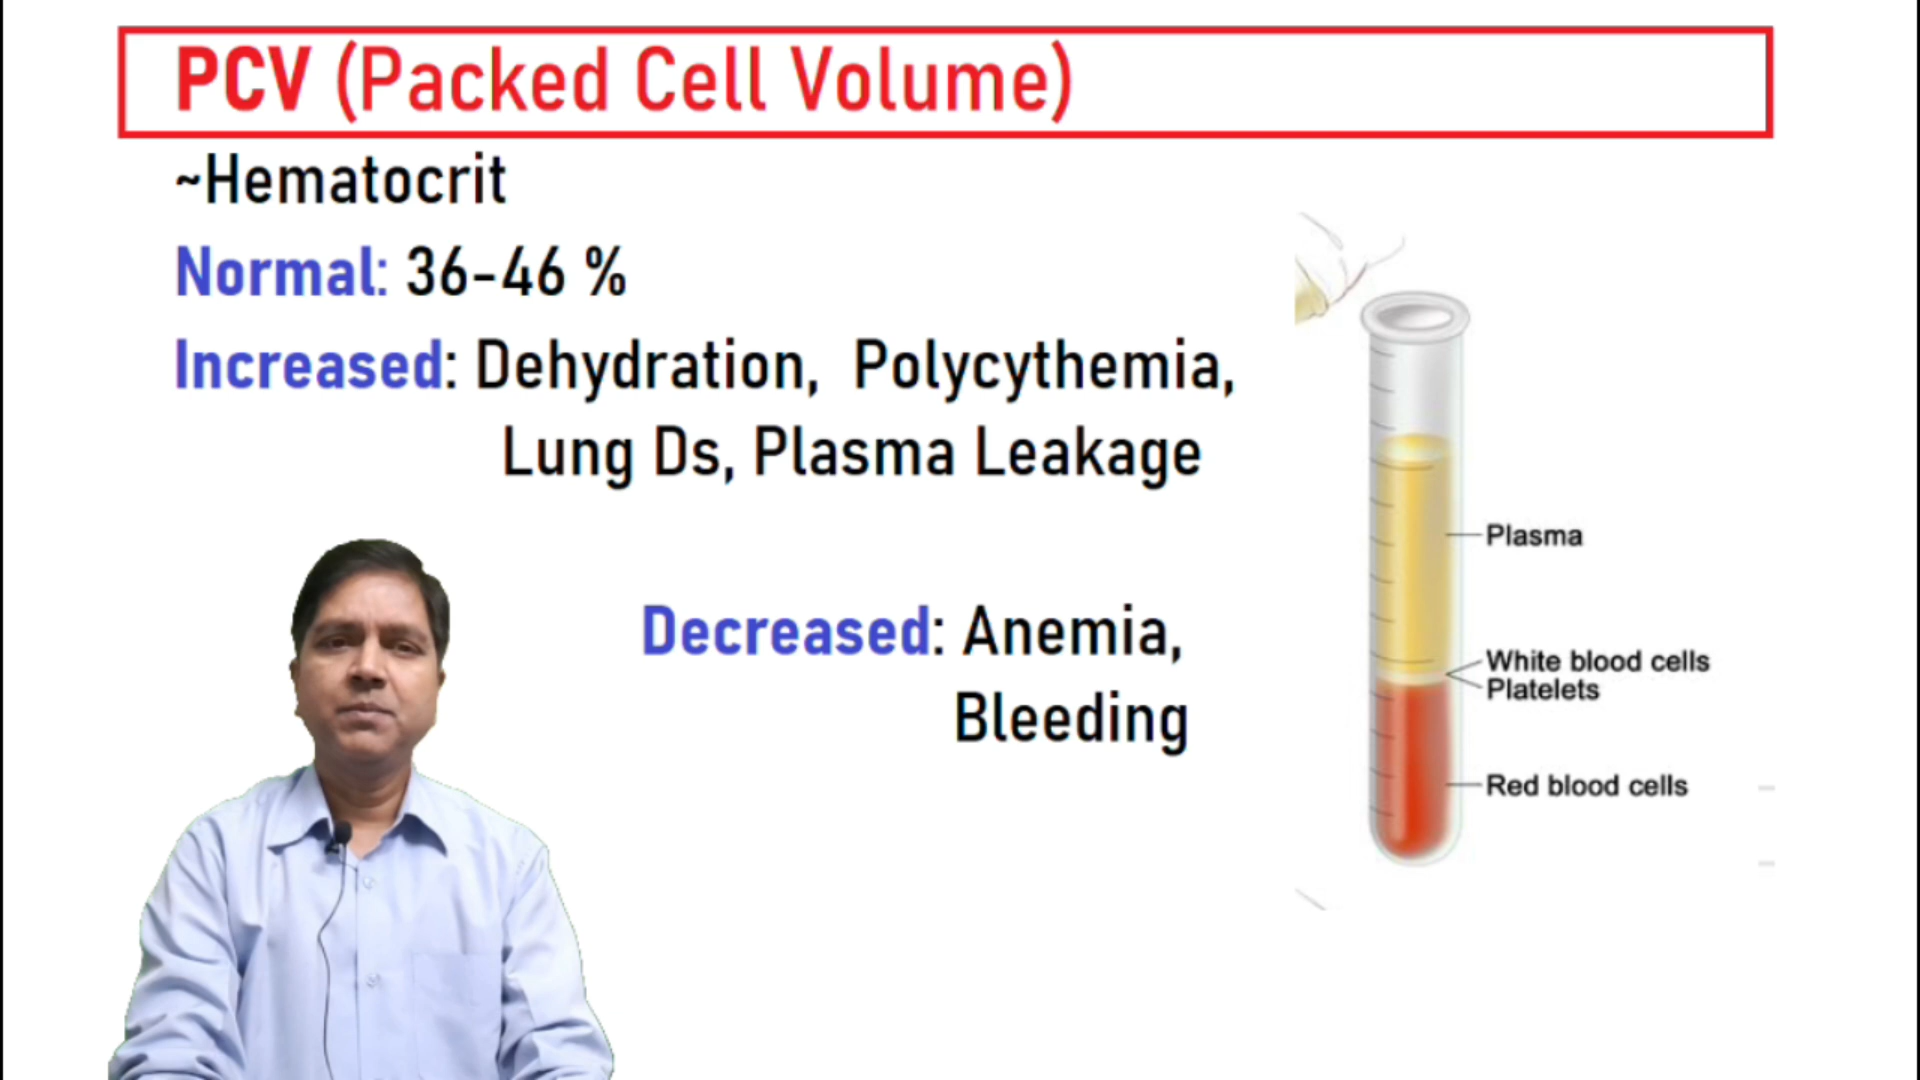 PCV (Packed Cell Volume)
~Hematocrit
Normal: 36-46 %
Increased: Dehydration, Polycythemia,
Lung Ds, Plasma Leakage
Decreased: Anemia,
Bleeding
Plasma
White blood cells
Platelets
Red blood cells